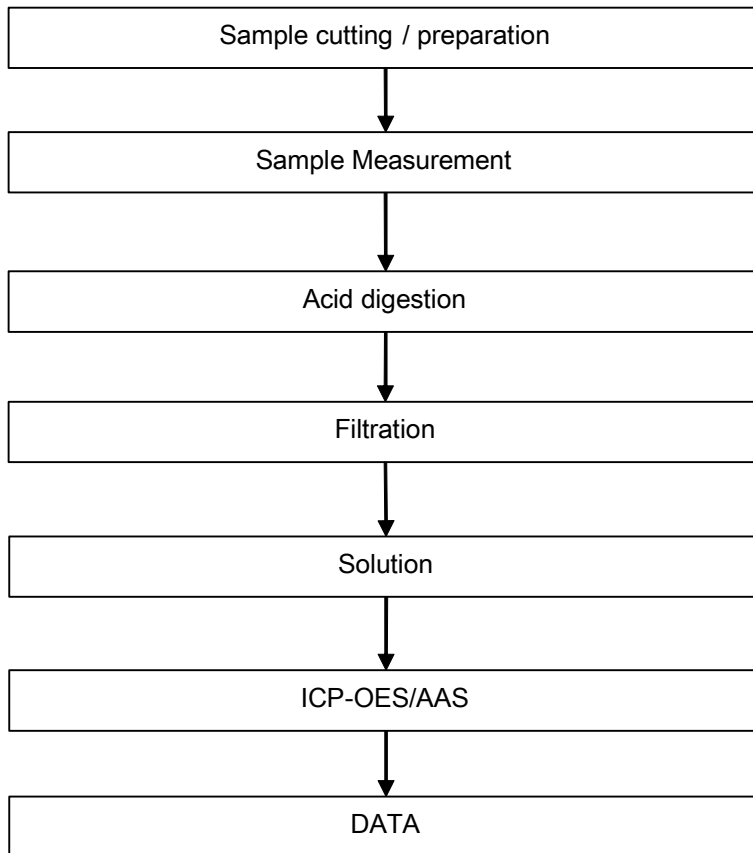 Sample cutting / preparation
Sample Measurement
Acid digestion
Filtration
Solution
ICP-OES/AAS
DATA